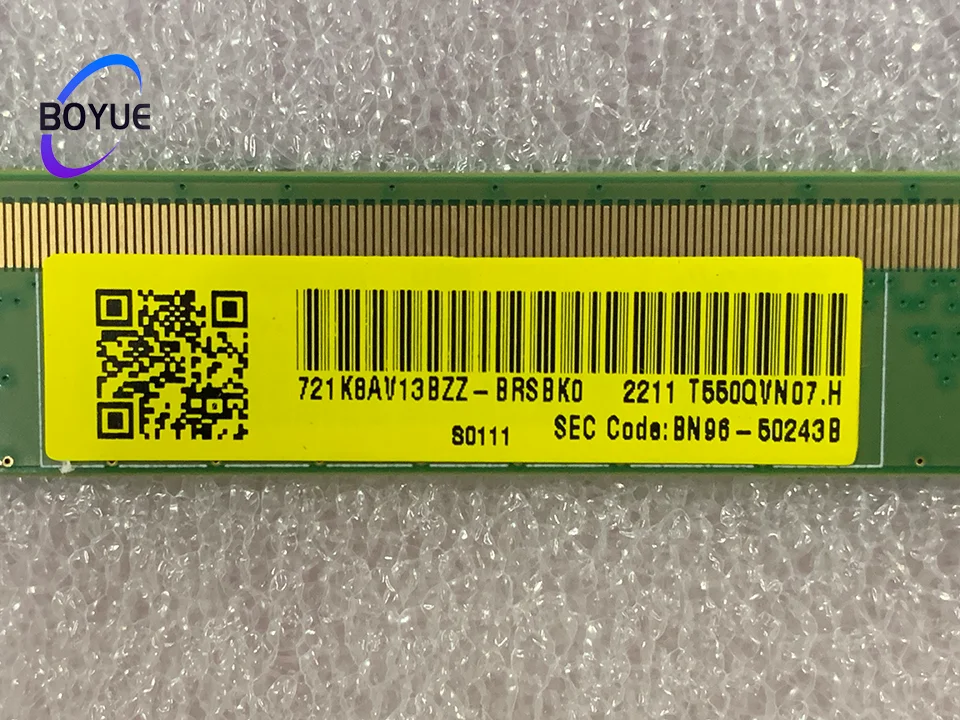 BOYUE
721K8AV13BZZ-BRSBK0 2211 T550QVN07.H
S0111 SEC Code:BN96-50243B